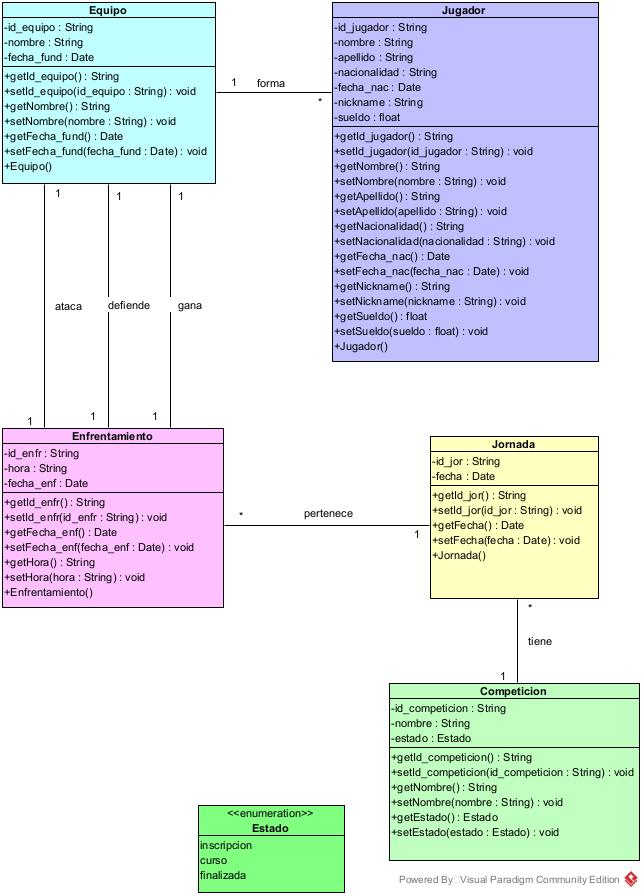 Equipo
-id_equipo : String
-nombre : String
-fecha_fund : Date
+getId_equipo() : String
+setId_equipo(id_equipo : String) : void
+getNombre() : String
+setNombre(nombre : String) : void
+getFecha_fund() : Date
+setFecha_fund(fecha_fund : Date) : void
+Equipo()
1
forma
*
Jugador
-id_jugador : String
-nombre : String
-apellido : String
-nacionalidad : String
-fecha_nac : Date
-nickname : String
-sueldo : float
+getId_jugador() : String
+setId_jugador(id_jugador : String) : void
+getNombre() : String
+setNombre(nombre : String) : void
+getApellido() : String
+setApellido(apellido : String) : void
+getNacionalidad() : String
+setNacionalidad(nacionalidad : String) : void
+getFecha_nac() : Date
+setFecha_nac(fecha_nac : Date) : void
+getNickname() : String
+setNickname(nickname : String) : void
+getSueldo() : float
+setSueldo(sueldo : float) : void
+Jugador()
1 1 1
ataca defiende gana
1 1 1
Enfrentamiento
-id_enfr : String
-hora : String
-fecha_enf : Date
+getId_enfr() : String
+setId_enfr(id_enfr : String) : void
+getFecha_enf() : Date
+setFecha_enf(fecha_enf : Date) : void
+getHora() : String
+setHora(hora : String) : void
+Enfrentamiento()
*
pertenece
1
Jornada
-id_jor : String
-fecha : Date
+getId_jor() : String
+setId_jor(id_jor : String) : void
+getFecha() : Date
+setFecha(fecha : Date) : void
+Jornada()
*
tiene
1
Competicion
-id_competicion : String
-nombre : String
-estado : Estado
+getId_competicion() : String
+setId_competicion(id_competicion : String) : void
+getNombre() : String
+setNombre(nombre : String) : void
+getEstado() : Estado
+setEstado(estado : Estado) : void
<<enumeration>>
Estado
inscripcion
curso
finalizada
Powered By Visual Paradigm Community Edition